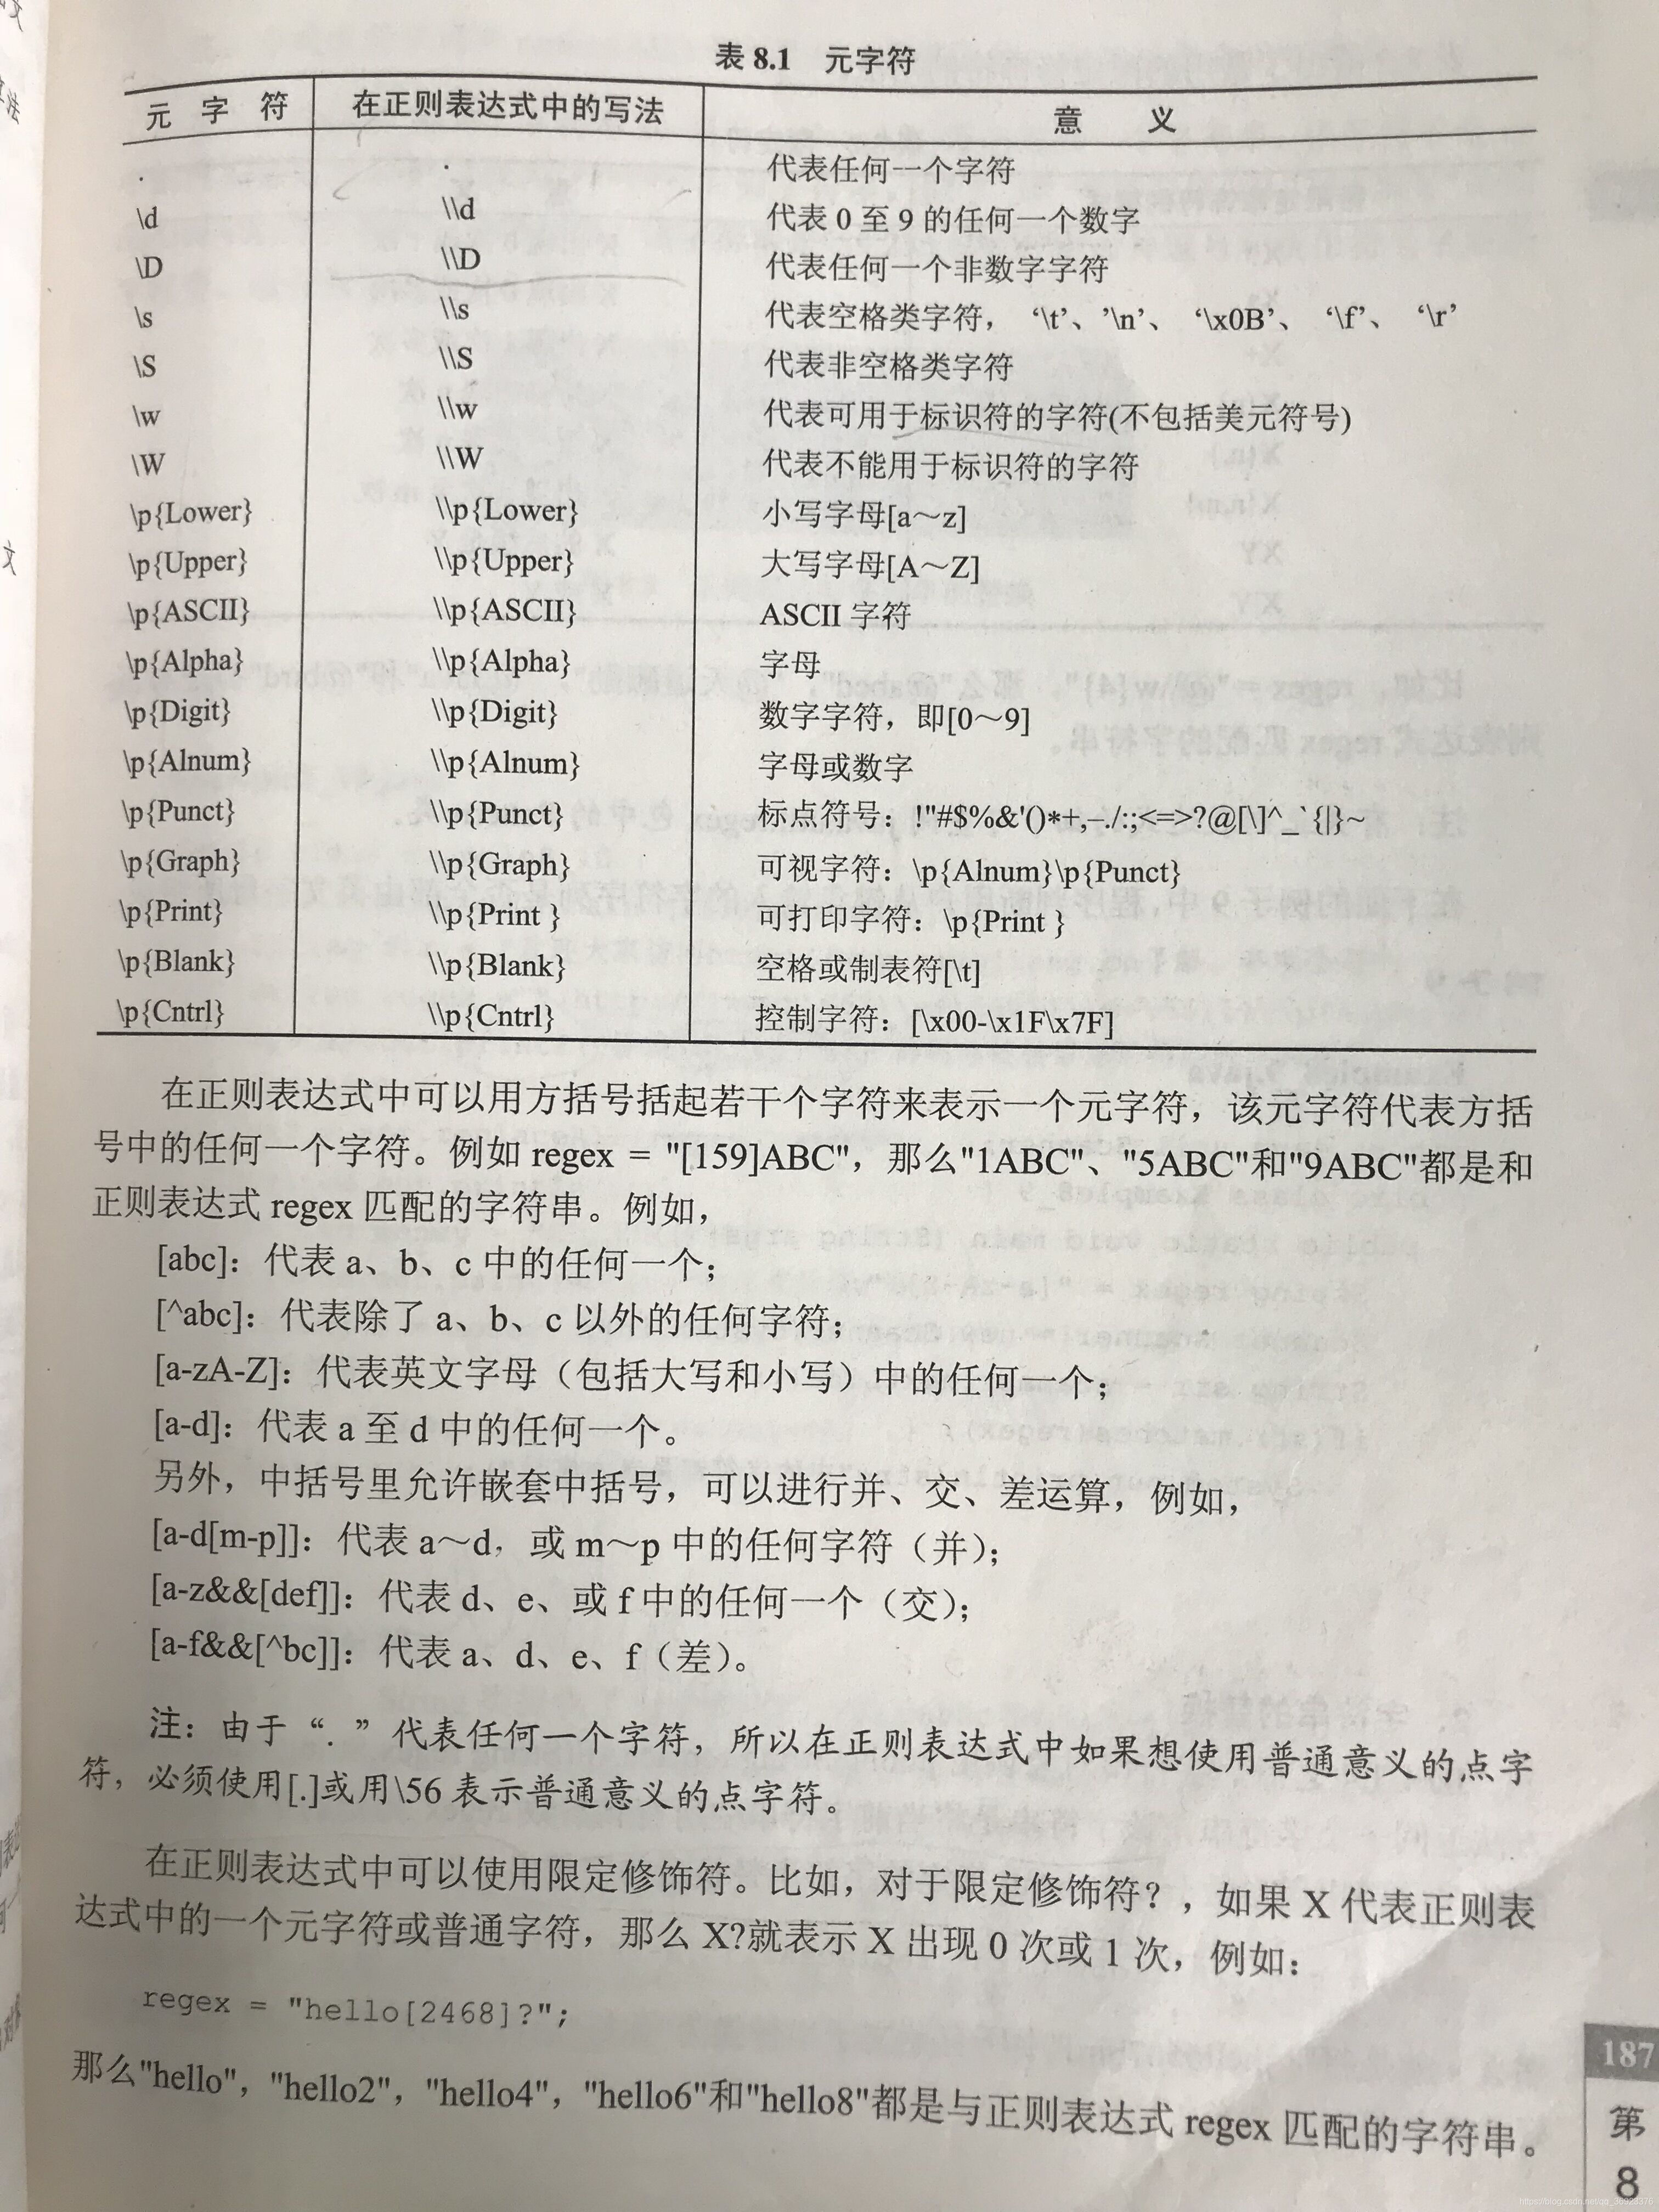 表 8.1 元字符
元 字 符 在正则表达式中的写法 意 义
. . 代表任何一个字符
\d \\d 代表 0 至 9 的任何一个数字
\D \\D 代表任何一个非数字字符
\s \\s 代表空格类字符，‘\t’、’\n’、‘\x0B’、‘\f’、‘\r’
\S \\S 代表非空格类字符
\w \\w 代表可用于标识符的字符(不包括美元符号)
\W \\W 代表不能用于标识符的字符
\p{Lower} \\p{Lower} 小写字母[a～z]
\p{Upper} \\p{Upper} 大写字母[A～Z]
\p{ASCII} \\p{ASCII} ASCII 字符
\p{Alpha} \\p{Alpha} 字母
\p{Digit} \\p{Digit} 数字字符，即[0～9]
\p{Alnum} \\p{Alnum} 字母或数字
\p{Punct} \\p{Punct} 标点符号：!"#$%&'()*+,–./:;<=>?@[\]^_`{|}~
\p{Graph} \\p{Graph} 可视字符：\p{Alnum}\p{Punct}
\p{Print} \\p{Print } 可打印字符：\p{Print }
\p{Blank} \\p{Blank} 空格或制表符[\t]
\p{Cntrl} \\p{Cntrl} 控制字符：[\x00-\x1F\x7F]
在正则表达式中可以用方括号括起若干个字符来表示一个元字符，该元字符代表方括
号中的任何一个字符。例如 regex = "[159]ABC"，那么"1ABC"、"5ABC"和"9ABC"都是和
正则表达式 regex 匹配的字符串。例如，
[abc]：代表 a、b、c 中的任何一个；
[^abc]：代表除了 a、b、c 以外的任何字符；
[a-zA-Z]：代表英文字母（包括大写和小写）中的任何一个；
[a-d]：代表 a 至 d 中的任何一个。
另外，中括号里允许嵌套中括号，可以进行并、交、差运算，例如，
[a-d[m-p]]：代表 a～d，或 m～p 中的任何字符（并）；
[a-z&&[def]]：代表 d、e、或 f 中的任何一个（交）；
[a-f&&[^bc]]：代表 a、d、e、f（差）。
注：由于“.”代表任何一个字符，所以在正则表达式中如果想使用普通意义的点字
符，必须使用[.]或用\56 表示普通意义的点字符。
在正则表达式中可以使用限定修饰符。比如，对于限定修饰符？，如果 X 代表正则表
达式中的一个元字符或普通字符，那么 X?就表示 X 出现 0 次或 1 次，例如：
regex = "hello[2468]?";
那么"hello"，"hello2"，"hello4"，"hello6"和"hello8"都是与正则表达式 regex 匹配的字符串。
187
第
8